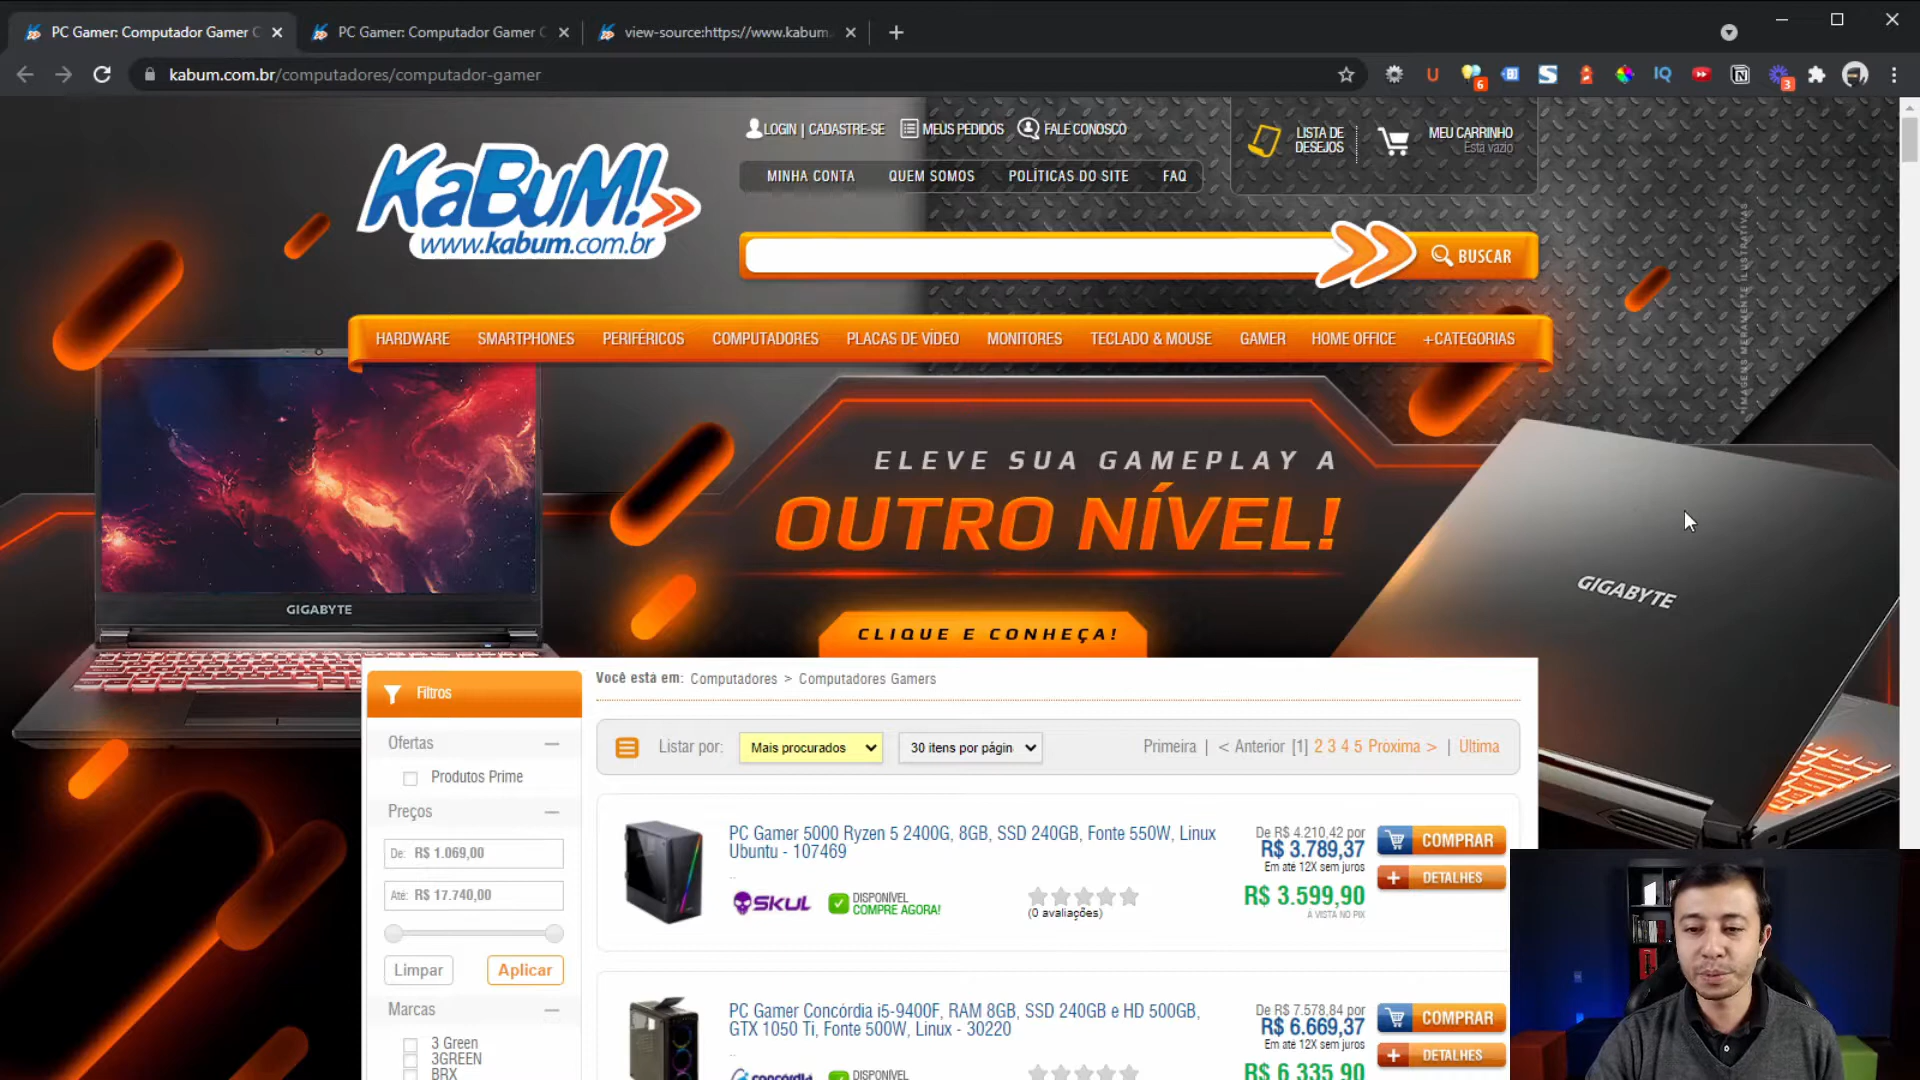 PC Gamer: Computador Gamer C
PC Gamer: Computador Gamer C
view-source:https://www.kabum.
kabum.com.br/computadores/computador-gamer
U
6
IQ
3
LOGIN | CADASTRE-SE
MEUS PEDIDOS
FALE CONOSCO
LISTA DE
DESEJOS
MEU CARRINHO
Está vazio
MINHA CONTA
QUEM SOMOS
POLÍTICAS DO SITE
FAQ
KaBuM!
www.kabum.com.br
BUSCAR
*IMAGENS MERAMENTE ILUSTRATIVAS
HARDWARE
SMARTPHONES
PERIFÉRICOS
COMPUTADORES
PLACAS DE VÍDEO
MONITORES
TECLADO & MOUSE
GAMER
HOME OFFICE
+CATEGORIAS
ELEVE SUA GAMEPLAY A
OUTRO NÍVEL!
CLIQUE E CONHEÇA!
GIGABYTE
GIGABYTE
Filtros
Você está em: Computadores > Computadores Gamers
Ofertas
Produtos Prime
Preços
De: R$ 1.069,00
Até: R$ 17.740,00
Limpar
Aplicar
Marcas
3 Green
3GREEN
BRX
Listar por:
Mais procurados
30 itens por págin
Primeira | < Anterior [1] 2 3 4 5 Proxima > | Ultima
PC Gamer 5000 Ryzen 5 2400G, 8GB, SSD 240GB, Fonte 550W, Linux
Ubuntu - 107469
..
SKUL
DISPONÍVEL
COMPRE AGORA!
(0 avaliações)
De R$ 4.210,42 por
R$ 3.789,37
Em até 12X sem juros
R$ 3.599,90
À VISTA NO PIX
COMPRAR
DETALHES
PC Gamer Concórdia i5-9400F, RAM 8GB, SSD 240GB e HD 500GB,
GTX 1050 Ti, Fonte 500W, Linux - 30220
..
concórdia
DISPONÍVEL
De R$ 7.578,84 por
R$ 6.669,37
Em até 12X sem juros
R$ 6.335,90
COMPRAR
DETALHES